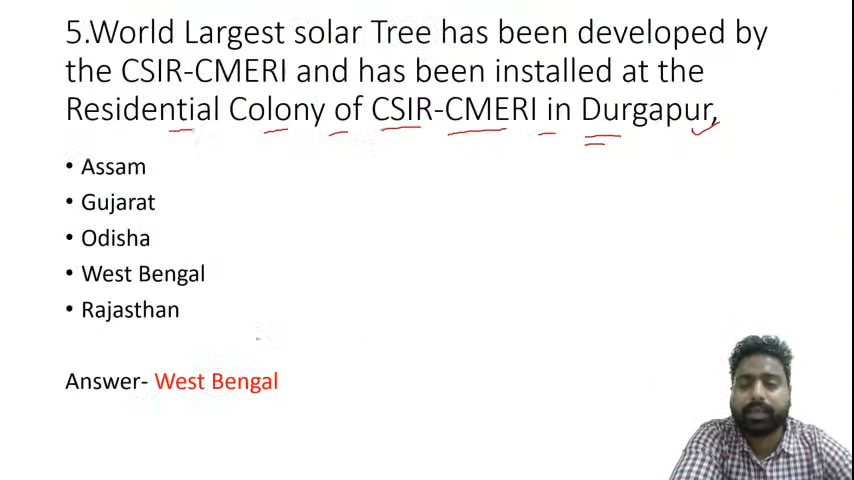 5.World Largest solar Tree has been developed by
the CSIR-CMERI and has been installed at the
Residential Colony of CSIR-CMERI in Durgapur,
• Assam
• Gujarat
• Odisha
• West Bengal
• Rajasthan
Answer- West Bengal